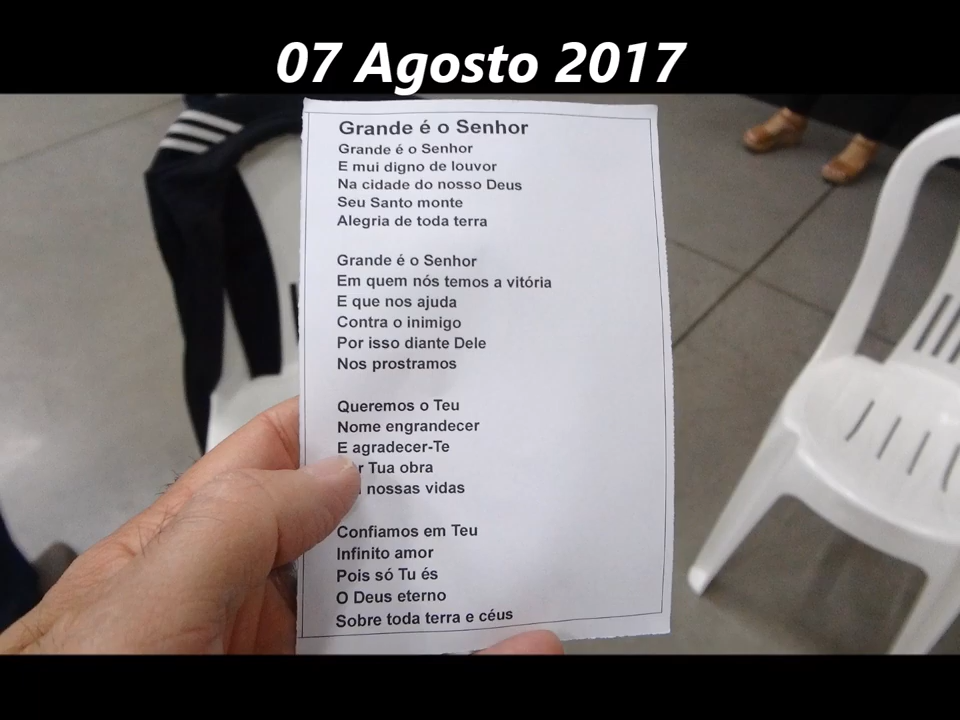 07 Agosto 2017
Grande é o Senhor
Grande é o Senhor
E mui digno de louvor
Na cidade do nosso Deus
Seu Santo monte
Alegria de toda terra
Grande é o Senhor
Em quem nós temos a vitória
E que nos ajuda
Contra o inimigo
Por isso diante Dele
Nos prostramos
Queremos o Teu
Nome engrandecer
E agradecer-Te
Tua obra
nossas vidas
Confiamos em Teu
Infinito amor
Pois só Tu és
O Deus eterno
Sobre toda terra e céus